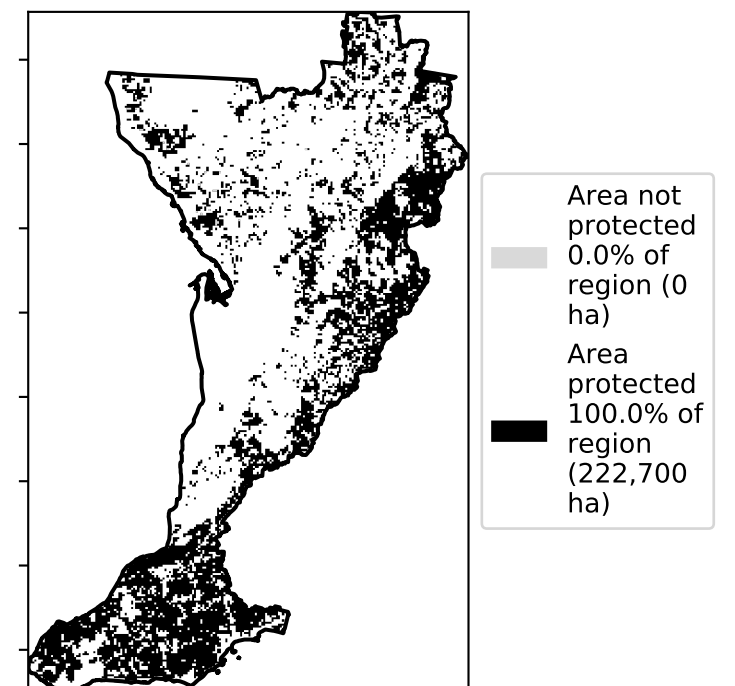 Area not
protected
0.0% of
region (0
ha)
Area
protected
100.0% of
region
(222,700
ha)